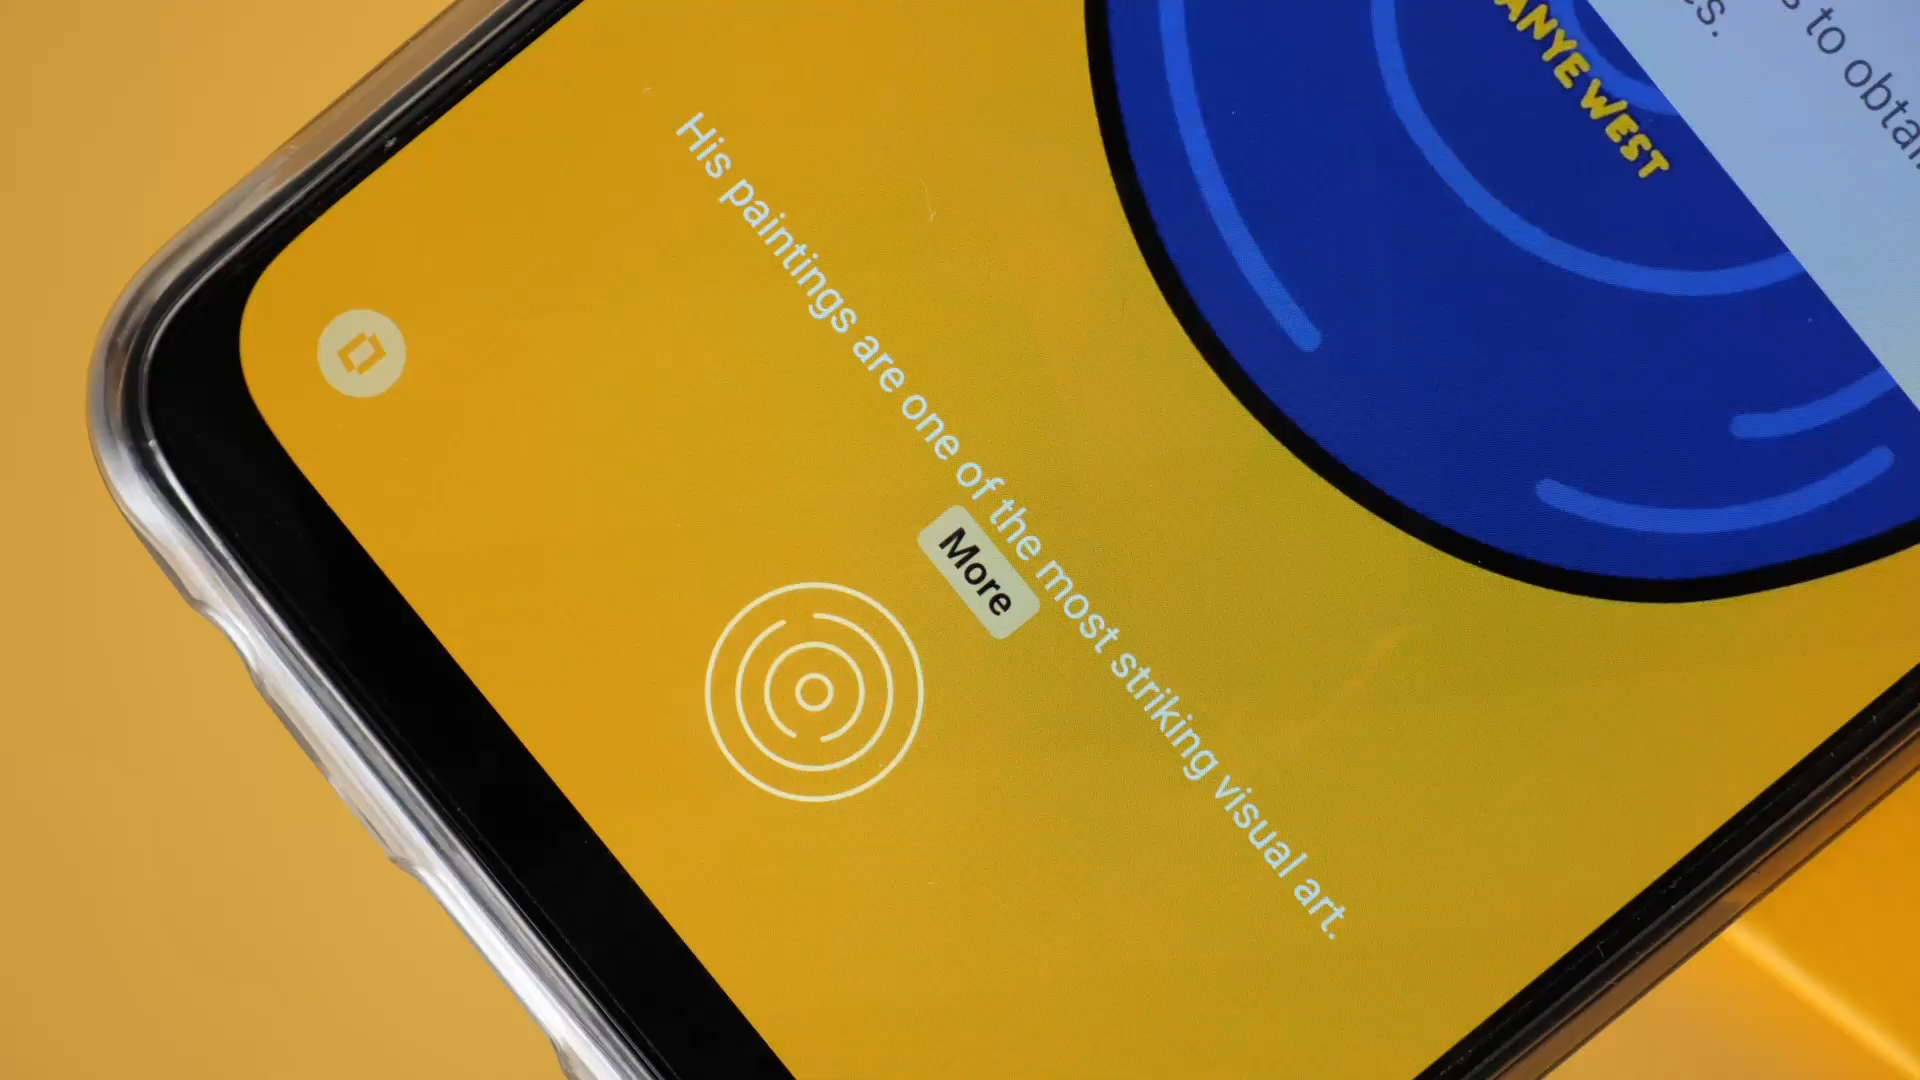 to obtai
ANYE WEST
His paintings are one of the most striking visual art.
More